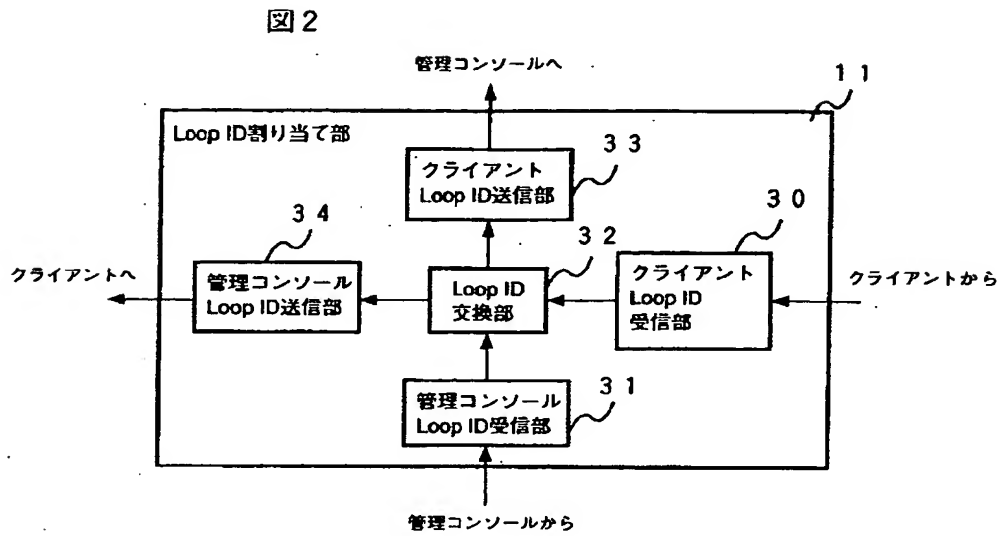 図2
管理コンソールへ
11
Loop ID割り当て部
33
クライアント
Loop ID送信部
34
30
32
クライアントへ
管理コンソール
Loop ID送信部
Loop ID
交換部
クライアント
Loop ID
受信部
クライアントから
31
管理コンソール
Loop ID受信部
管理コンソールから